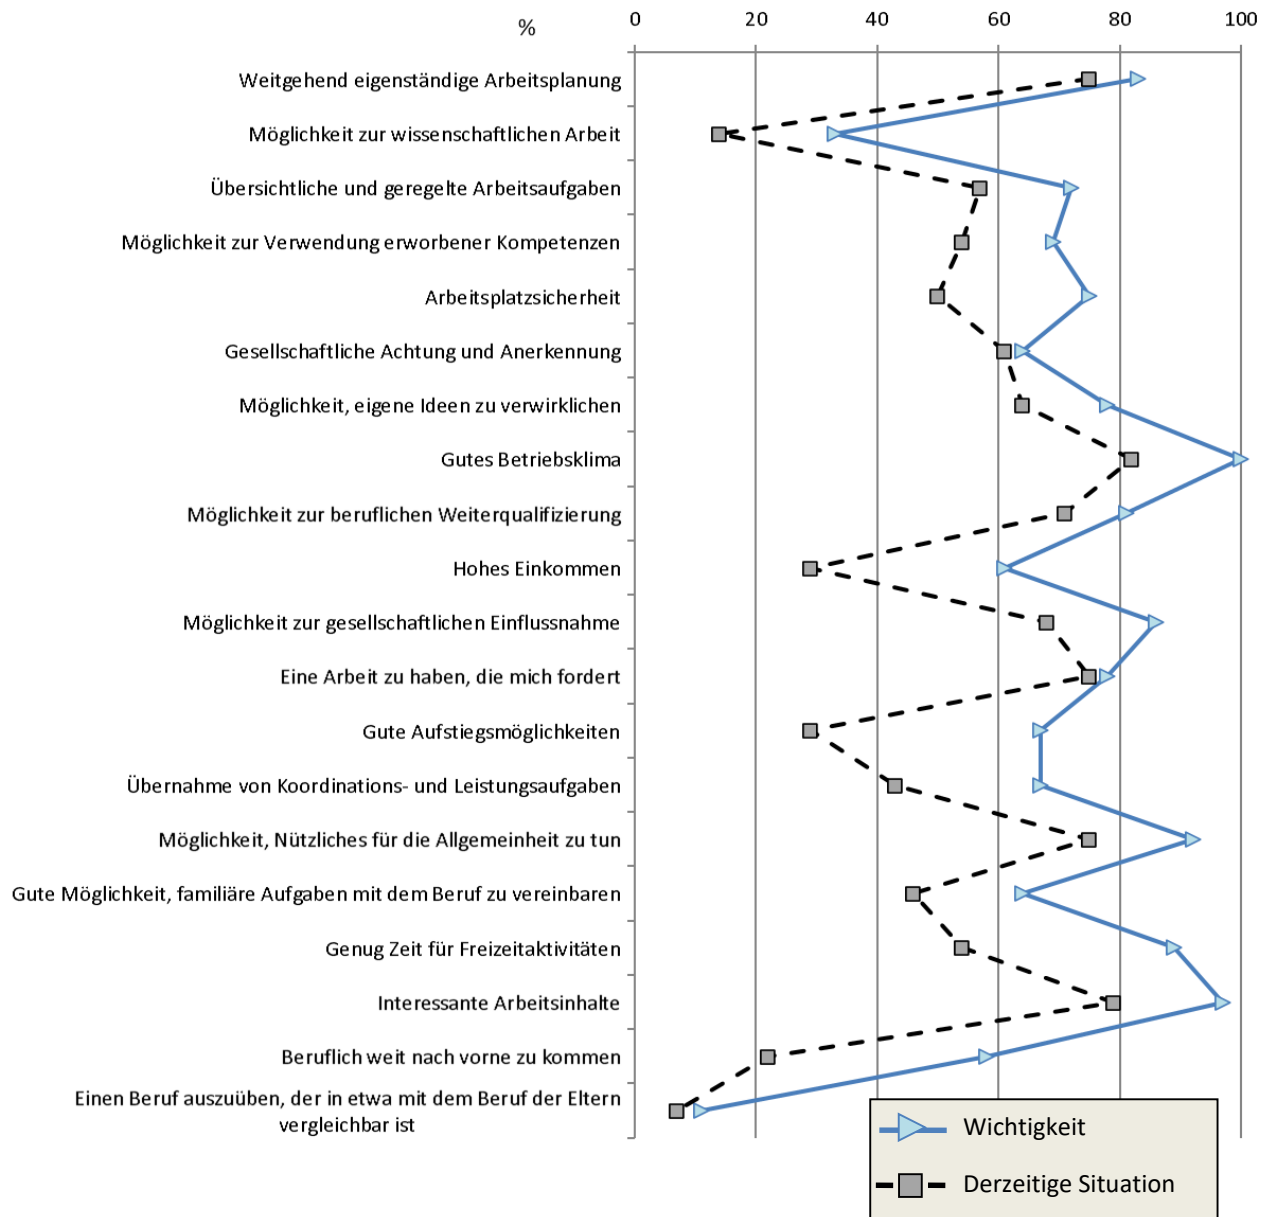 %
0 20 40 60 80 100
Weitgehend eigenständige Arbeitsplanung
Möglichkeit zur wissenschaftlichen Arbeit
Übersichtliche und geregelte Arbeitsaufgaben
Möglichkeit zur Verwendung erworbener Kompetenzen
Arbeitsplatzsicherheit
Gesellschaftliche Achtung und Anerkennung
Möglichkeit, eigene Ideen zu verwirklichen
Gutes Betriebsklima
Möglichkeit zur beruflichen Weiterqualifizierung
Hohes Einkommen
Möglichkeit zur gesellschaftlichen Einflussnahme
Eine Arbeit zu haben, die mich fordert
Gute Aufstiegsmöglichkeiten
Übernahme von Koordinations- und Leistungsaufgaben
Möglichkeit, Nützliches für die Allgemeinheit zu tun
Gute Möglichkeit, familiäre Aufgaben mit dem Beruf zu vereinbaren
Genug Zeit für Freizeitaktivitäten
Interessante Arbeitsinhalte
Beruflich weit nach vorne zu kommen
Einen Beruf auszuüben, der in etwa mit dem Beruf der Eltern
vergleichbar ist
Wichtigkeit
Derzeitige Situation